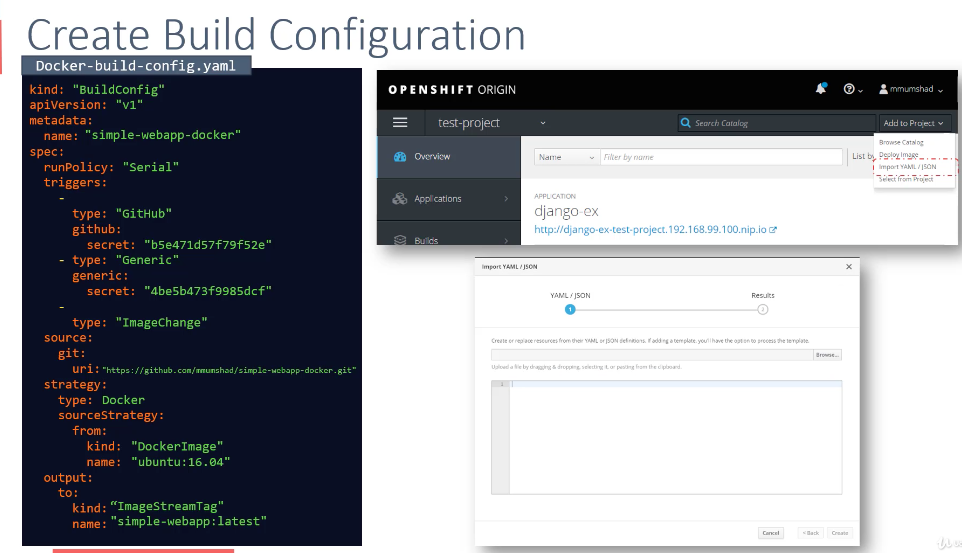 Create Build Configuration
Docker-build-config.yaml
kind: "BuildConfig"
apiVersion: "v1"
metadata:
name: "simple-webapp-docker"
spec:
runPolicy: "Serial"
triggers:
-
type: "GitHub"
github:
secret: "b5e471d57f79f52e"
- type: "Generic"
generic:
secret: "4be5b473f9985dcf"
-
type: "ImageChange"
source:
git:
uri: "https://github.com/mmumshad/simple-webapp-docker.git"
strategy:
type: Docker
sourceStrategy:
from:
kind: "DockerImage"
name: "ubuntu:16.04"
output:
to:
kind: “ImageStreamTag"
name: "simple-webapp:latest"
OPENSHIFT ORIGIN
mmumshad
test-project
Search Catalog
Add to Project
Browse Catalog
Deploy Image
Import YAML / JSON
Select from Project
Overview
Name
Filter by name
List by
Applications
APPLICATION
django-ex
http://django-ex-test-project.192.168.99.100.nip.io
Builds
Import YAML / JSON
YAML / JSON
Results
1
2
Create or replace resources from their YAML or JSON definitions. If adding a template, you'll have the option to process the template.
Browse...
Upload a file by dragging & dropping, selecting it, or pasting from the clipboard.
1
Cancel
< Back
Create